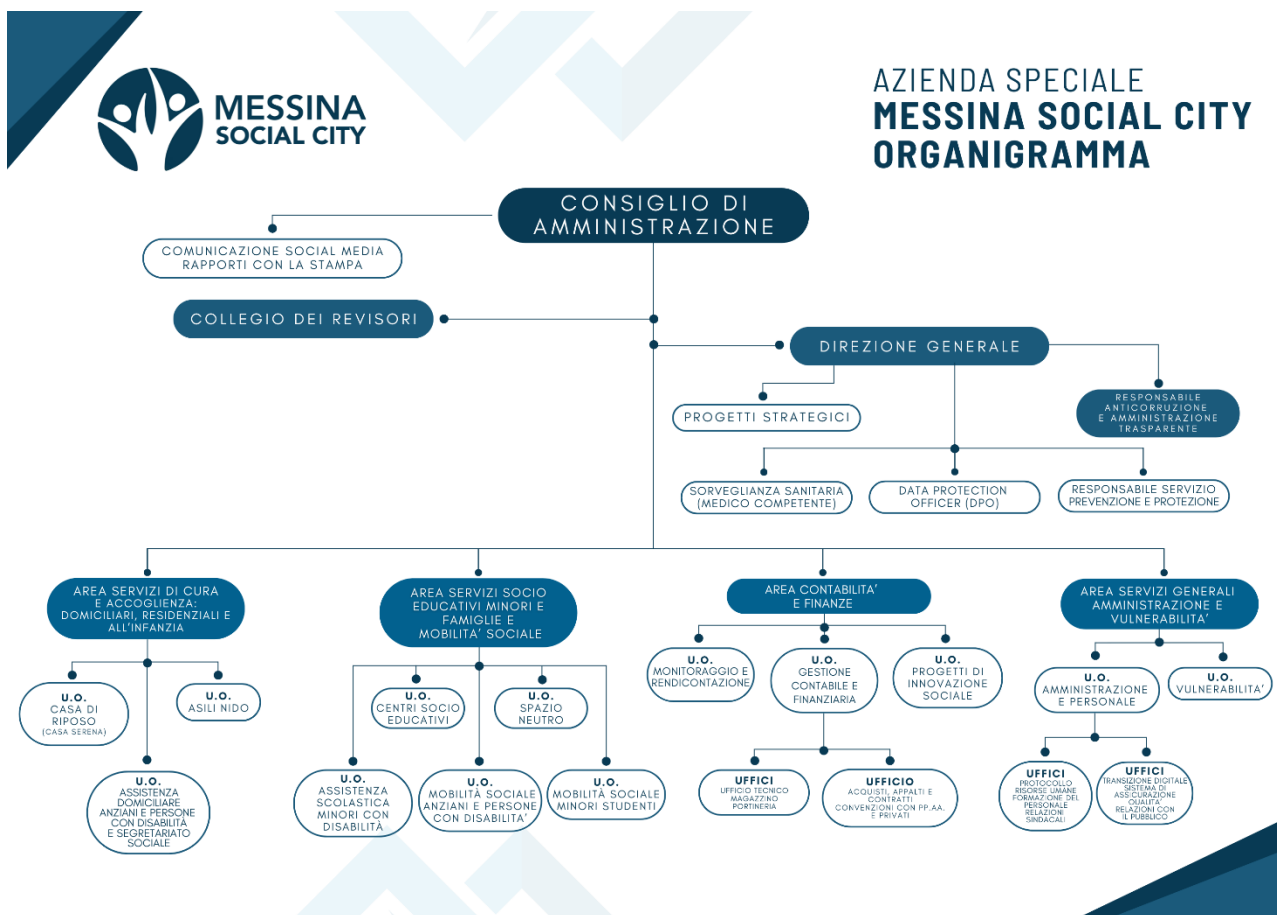 MESSINA
SOCIAL CITY
AZIENDA SPECIALE
MESSINA SOCIAL CITY
ORGANIGRAMMA
CONSIGLIO DI
AMMINISTRAZIONE
COMUNICAZIONE SOCIAL MEDIA
RAPPORTI CON LA STAMPA
COLLEGIO DEI REVISORI
DIREZIONE GENERALE
PROGETTI STRATEGICI
RESPONSABILE
ANTICORRUZIONE
E AMMINISTRAZIONE
TRASPARENTE
SORVEGLIANZA SANITARIA
(MEDICO COMPETENTE)
DATA PROTECTION
OFFICER (DPO)
RESPONSABILE SERVIZIO
PREVENZIONE E PROTEZIONE
AREA SERVIZI DI CURA
E ACCOGLIENZA:
DOMICILIARI, RESIDENZIALI E
ALL'INFANZIA
AREA SERVIZI SOCIO
EDUCATIVI MINORI E
FAMIGLIE E
MOBILITA' SOCIALE
AREA CONTABILITA'
E FINANZE
AREA SERVIZI GENERALI
AMMINISTRAZIONE E
VULNERABILITA'
U.O.
CASA DI
RIPOSO
(CASA SERENA)
U.O.
ASILI NIDO
U.O.
CENTRI SOCIO
EDUCATIVI
U.O.
SPAZIO
NEUTRO
U.O.
MONITORAGGIO E
RENDICONTAZIONE
U.O.
GESTIONE
CONTABILE E
FINANZIARIA
U.O.
PROGETTI DI
INNOVAZIONE
SOCIALE
U.O.
AMMINISTRAZIONE
E PERSONALE
U.O.
VULNERABILITA'
U.O.
ASSISTENZA
DOMICILIARE
ANZIANI E PERSONE
CON DISABILITÀ
E SEGRETARIATO
SOCIALE
U.O.
ASSISTENZA
SCOLASTICA
MINORI CON
DISABILITÀ
U.O.
MOBILITÀ SOCIALE
ANZIANI E PERSONE
CON DISABILITA'
U.O.
MOBILITÀ SOCIALE
MINORI STUDENTI
UFFICI
UFFICIO TECNICO
MAGAZZINO
PORTINERIA
UFFICIO
ACQUISTI, APPALTI E
CONTRATTI
CONVENZIONI CON PP.AA.
E PRIVATI
UFFICI
PROTOCOLLO
RISORSE UMANE
FORMAZIONE DEL
PERSONALE
RELAZIONI
SINDACALI
UFFICI
TRANSIZIONE DIGITALE
SISTEMA DI
ASSICURAZIONE
QUALITA'
RELAZIONI CON
IL PUBBLICO